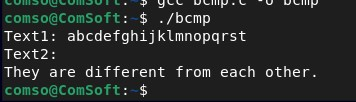 comso@ComSoft:~$ gcc bcmp.c -o bcmp
comso@ComSoft:~$ ./bcmp
Text1: abcdefghijklmnopqrst
Text2:
They are different from each other.
comso@ComSoft:~$